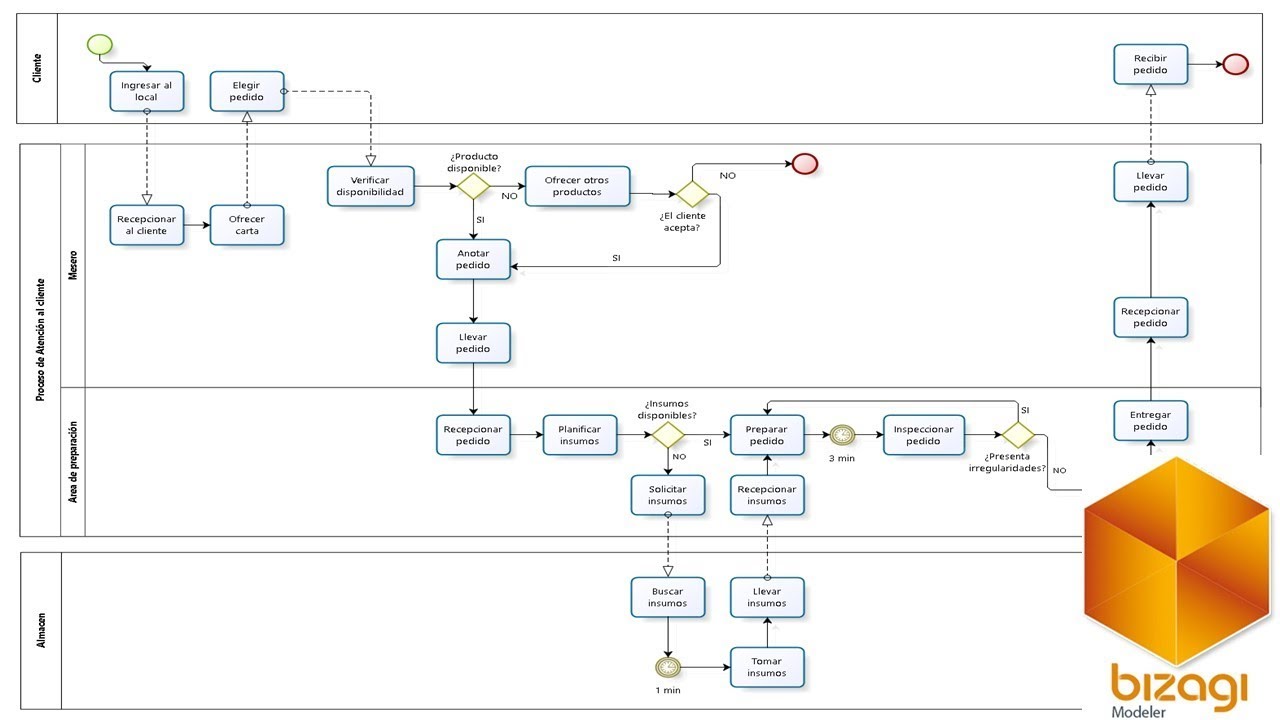 Cliente
Ingresar al
local
Elegir
pedido
Recibir
pedido
Proceso de Atención al cliente
Mesero
Recepcionar
al cliente
Ofrecer
carta
Verificar
disponibilidad
¿Producto
disponible?
NO
SI
Ofrecer otros
productos
¿El cliente
acepta?
NO
SI
Anotar
pedido
Llevar
pedido
Llevar
pedido
Recepcionar
pedido
Area de preparación
Recepcionar
pedido
Planificar
insumos
¿Insumos
disponibles?
SI
NO
Preparar
pedido
3 min
Inspeccionar
pedido
SI
¿Presenta
irregularidades?
NO
Entregar
pedido
Solicitar
insumos
Recepcionar
insumos
Almacen
Buscar
insumos
Llevar
insumos
1 min
Tomar
insumos
bizagi
Modeler